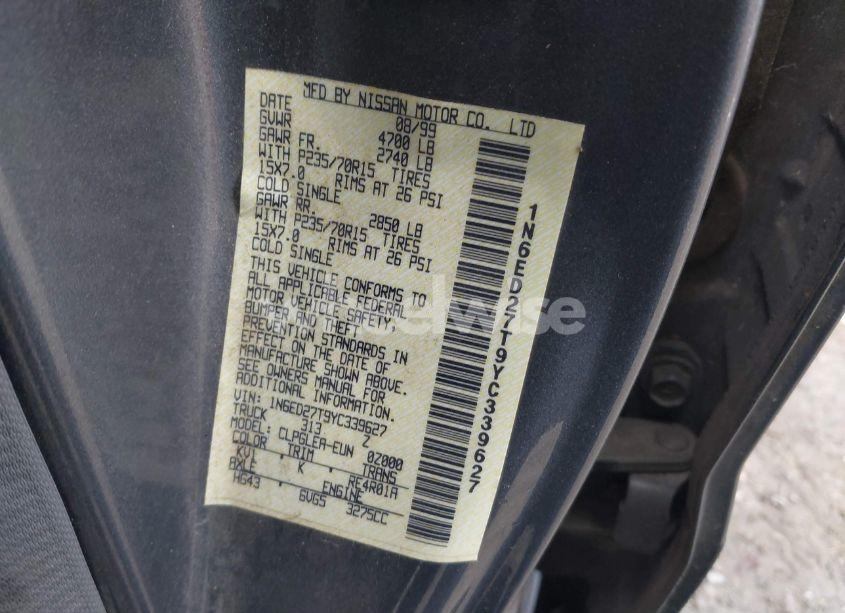 MFD BY NISSAN MOTOR CO. LTD
DATE 08/99
GVWR 4700 LB
GAWR FR. 2740 LB
WITH P235/70R15 TIRES
15X7.0 RIMS AT 26 PSI
COLD SINGLE
GAWR RR. 2850 LB
WITH P235/70R15 TIRES
15X7.0 RIMS AT 26 PSI
COLD SINGLE
THIS VEHICLE CONFORMS TO
ALL APPLICABLE FEDERAL
MOTOR VEHICLE SAFETY,
BUMPER AND THEFT
PREVENTION STANDARDS IN
EFFECT ON THE DATE OF
MANUFACTURE SHOWN ABOVE.
SEE OWNERS MANUAL FOR
ADDITIONAL INFORMATION.
VIN: 1N6ED27T9YC339627
TRUCK 313 Z
MODEL: CLPGLEA-EUN 0Z000
COLOR TRIM TRANS
KV1 K RE4R01A
AXLE ENGINE
HG43 6VG5 3275CC
1N6ED27T9YC339627